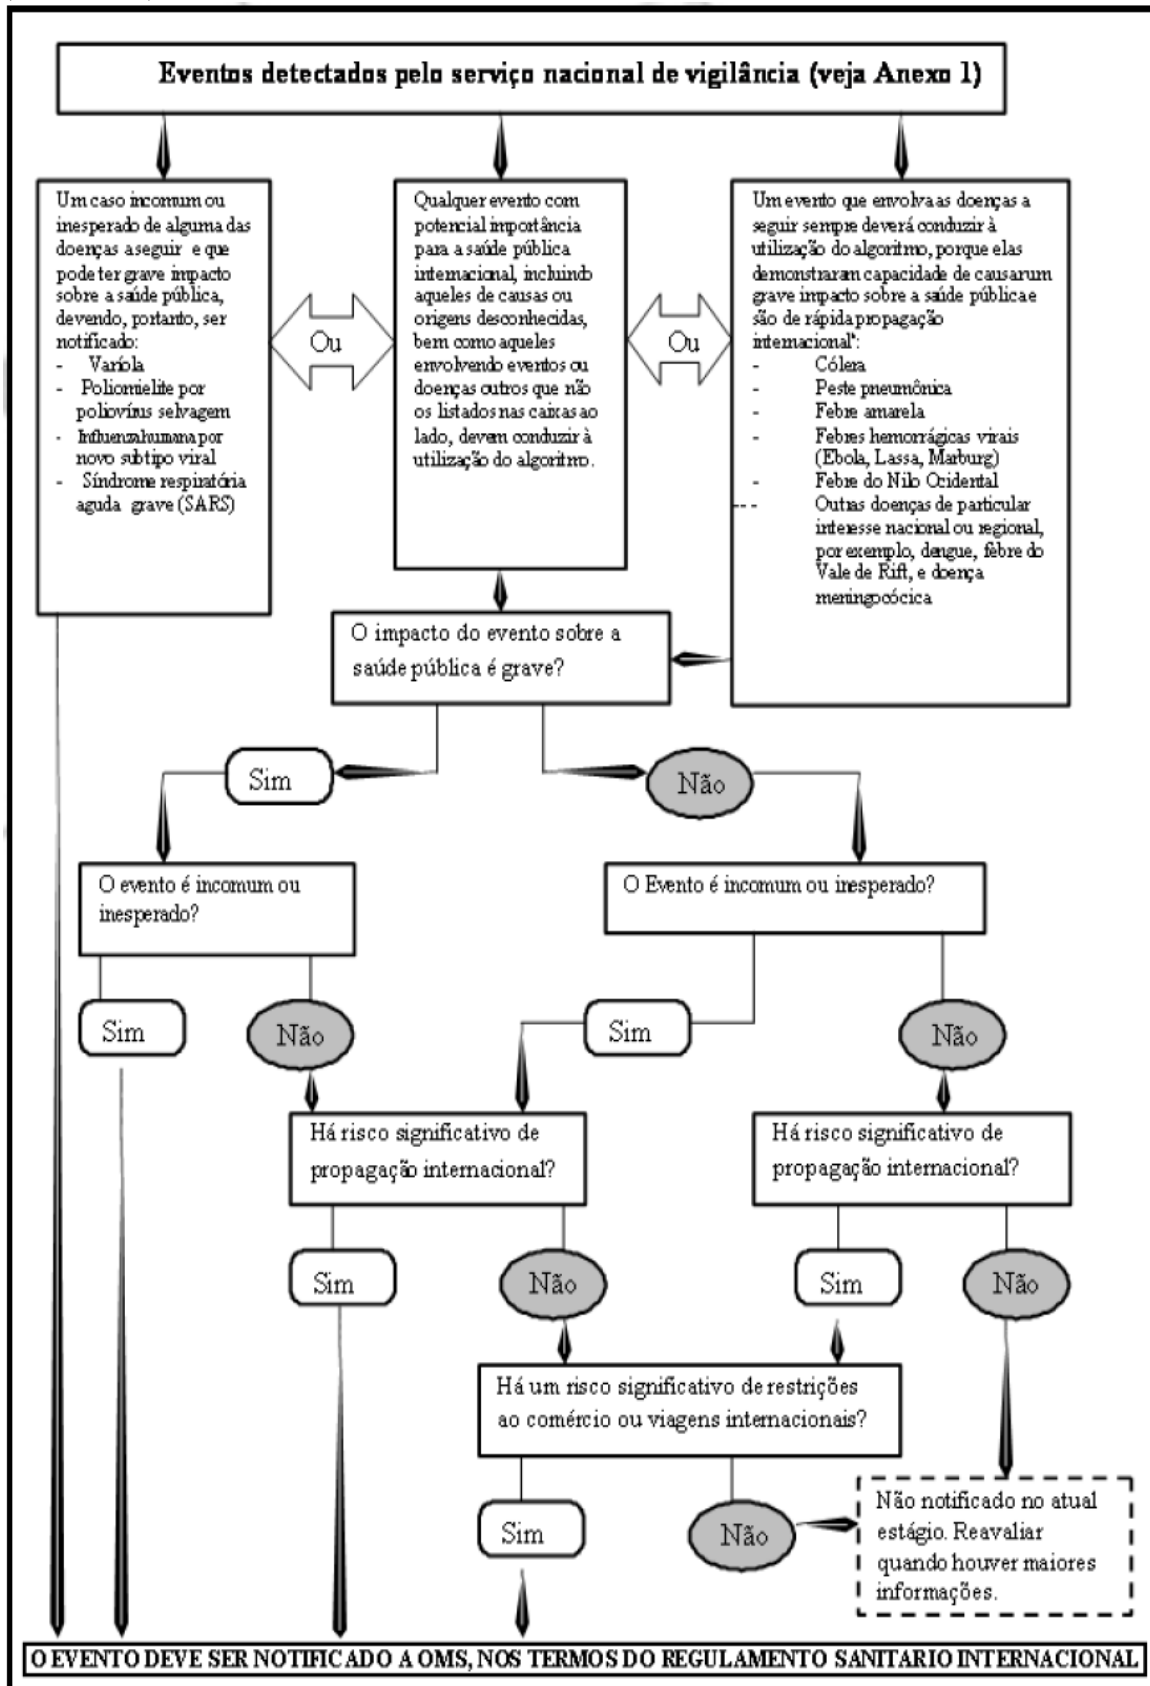 Eventos detectados pelo serviço nacional de vigilância (veja Anexo 1)
Um caso incomum ou
inesperado de alguma das
doenças a seguir e que
pode ter grave impacto
sobre a saúde pública,
devendo, portanto, ser
notificado:
- Varíola
- Poliomielite por
poliovírus selvagem
- Influenza humana por
novo subtipo viral
- Síndrome respiratória
aguda grave (SARS)
Ou
Qualquer evento com
potencial importância
para a saúde pública
internacional, incluindo
aqueles de causas ou
origens desconhecidas,
bem como aqueles
envolvendo eventos ou
doenças outros que não
os listados nas caixas ao
lado, devem conduzir à
utilização do algoritmo.
Ou
Um evento que envolva as doenças a
seguir sempre deverá conduzir à
utilização do algoritmo, porque elas
demonstraram capacidade de causar um
grave impacto sobre a saúde pública e
são de rápida propagação
internacional*:
- Cólera
- Peste pneumônica
- Febre amarela
- Febres hemorrágicas virais
(Ebola, Lassa, Marburg)
- Febre do Nilo Ocidental
--- Outras doenças de particular
interesse nacional ou regional,
por exemplo, dengue, febre do
Vale de Rift, e doença
meningocócica
O impacto do evento sobre a
saúde pública é grave?
Sim
Não
O evento é incomum ou
inesperado?
O Evento é incomum ou inesperado?
Sim
Não
Sim
Não
Há risco significativo de
propagação internacional?
Há risco significativo de
propagação internacional?
Sim
Não
Sim
Não
Há um risco significativo de restrições
ao comércio ou viagens internacionais?
Sim
Não
Não notificado no atual
estágio. Reavaliar
quando houver maiores
informações.
O EVENTO DEVE SER NOTIFICADO A OMS, NOS TERMOS DO REGULAMENTO SANITARIO INTERNACIONAL